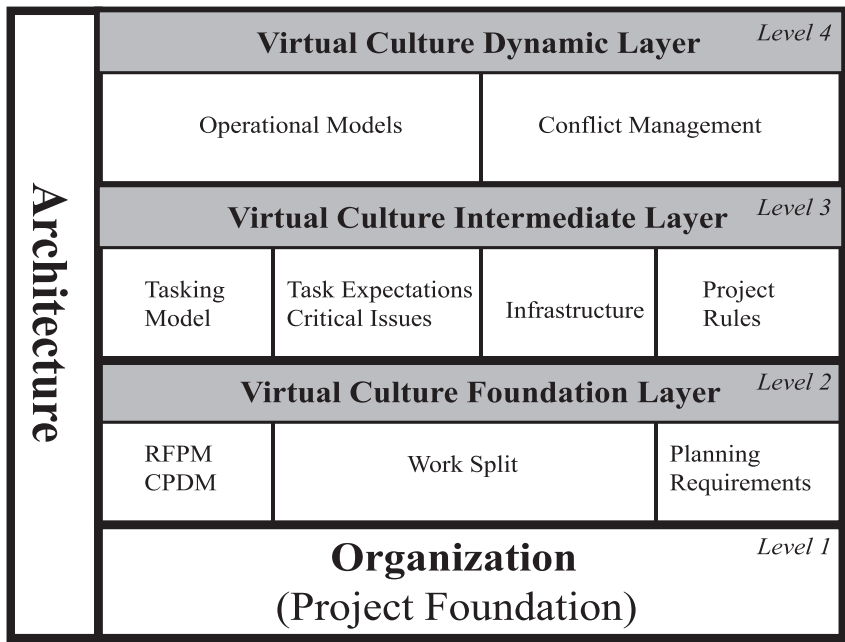 Architecture
Virtual Culture Dynamic Layer
Level 4
Operational Models
Conflict Management
Virtual Culture Intermediate Layer
Level 3
Tasking
Model
Task Expectations
Critical Issues
Infrastructure
Project
Rules
Virtual Culture Foundation Layer
Level 2
RFPM
CPDM
Work Split
Planning
Requirements
Organization
(Project Foundation)
Level 1